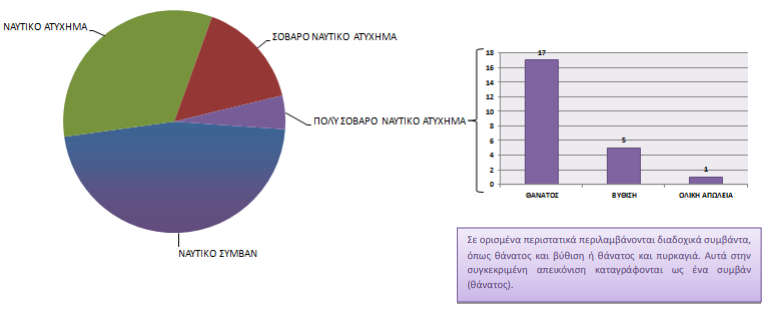 ΝΑΥΤΙΚΟ ΑΤΥΧΗΜΑ
ΣΟΒΑΡΟ ΝΑΥΤΙΚΟ ΑΤΥΧΗΜΑ
ΠΟΛΥ ΣΟΒΑΡΟ ΝΑΥΤΙΚΟ ΑΤΥΧΗΜΑ
ΝΑΥΤΙΚΟ ΣΥΜΒΑΝ
18
16
14
12
10
8
6
4
2
0
17
5
1
ΘΑΝΑΤΟΣ ΒΥΘΙΣΗ ΟΛΙΚΗ ΑΠΩΛΕΙΑ
Σε ορισμένα περιστατικά περιλαμβάνονται διαδοχικά συμβάντα,
όπως θάνατος και βύθιση ή θάνατος και πυρκαγιά. Αυτά στην
συγκεκριμένη απεικόνιση καταγράφονται ως ένα συμβάν
(θάνατος).